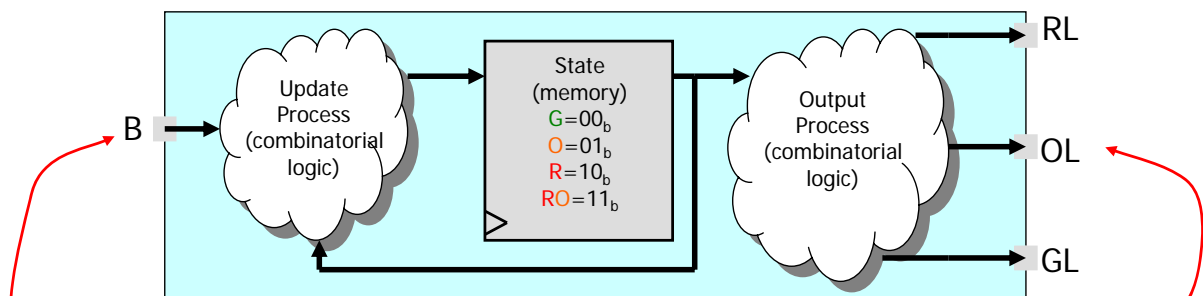 B
Update
Process
(combinatorial
logic)
State
(memory)
G=00b
O=01b
R=10b
RO=11b
Output
Process
(combinatorial
logic)
RL
OL
GL